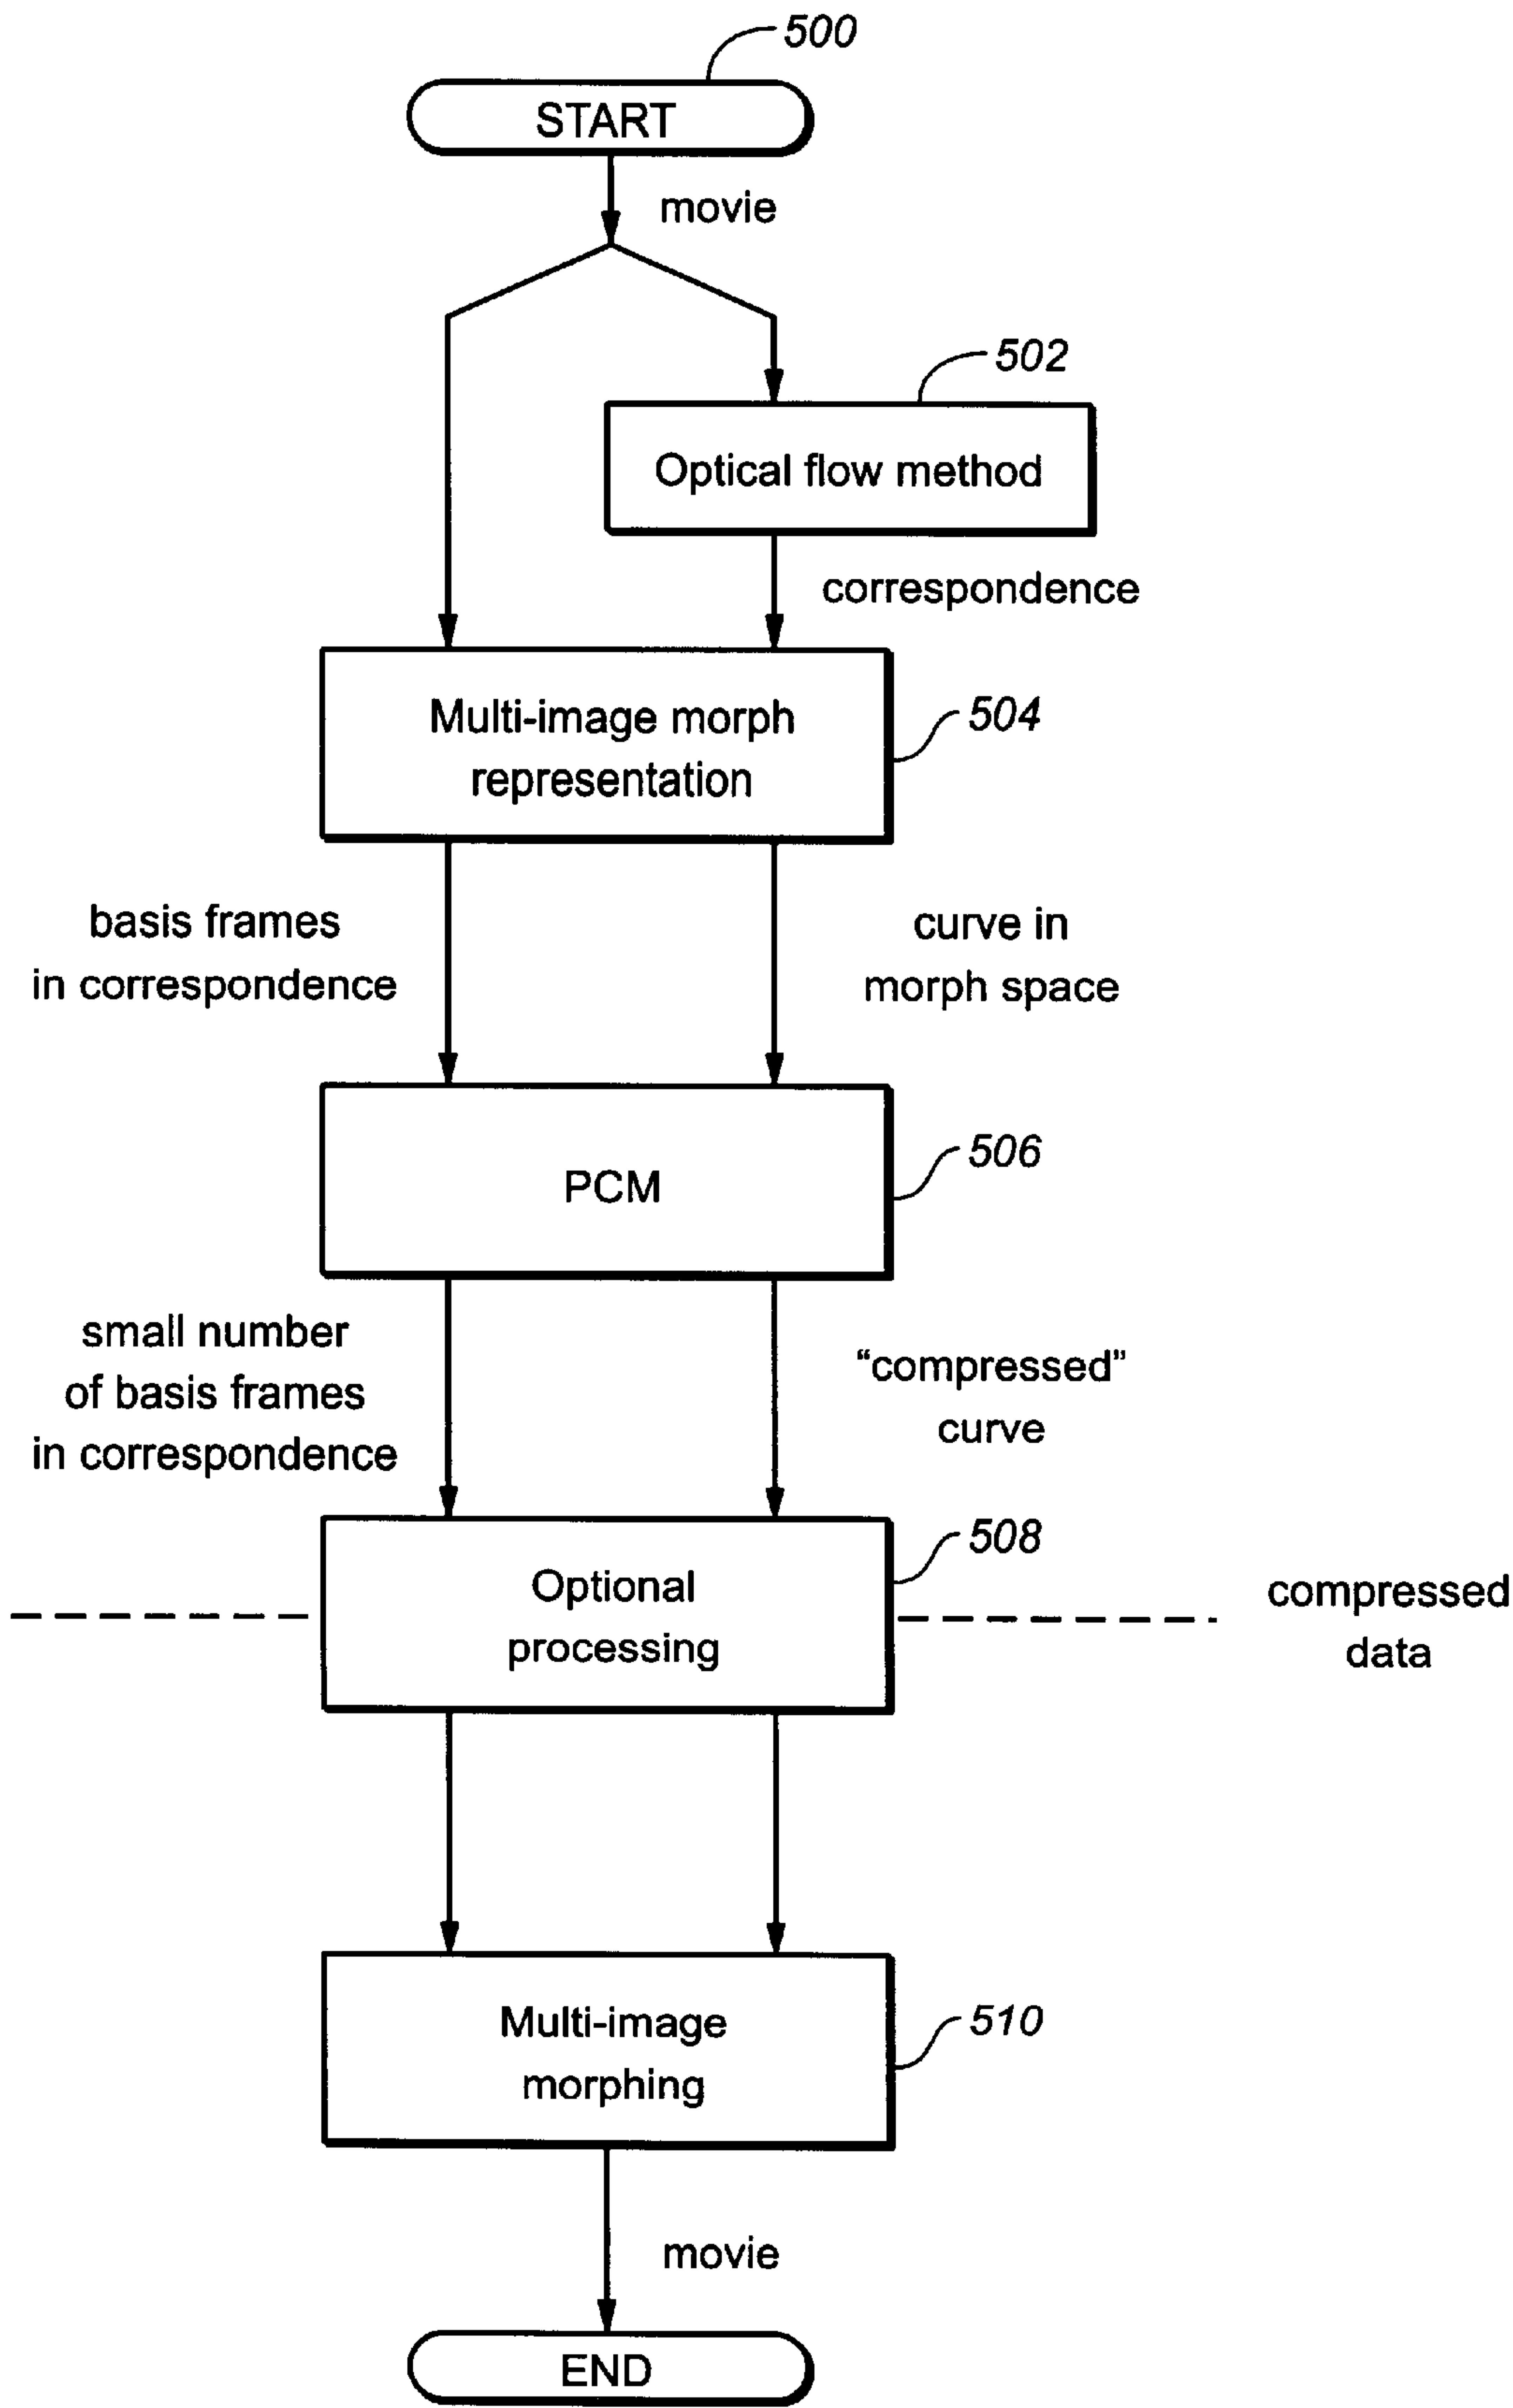 500
START
movie
502
Optical flow method
correspondence
Multi-image morph
representation
504
basis frames
in correspondence
curve in
morph space
PCM
506
small number
of basis frames
in correspondence
“compressed”
curve
508
Optional
processing
compressed
data
Multi-image
morphing
510
movie
END